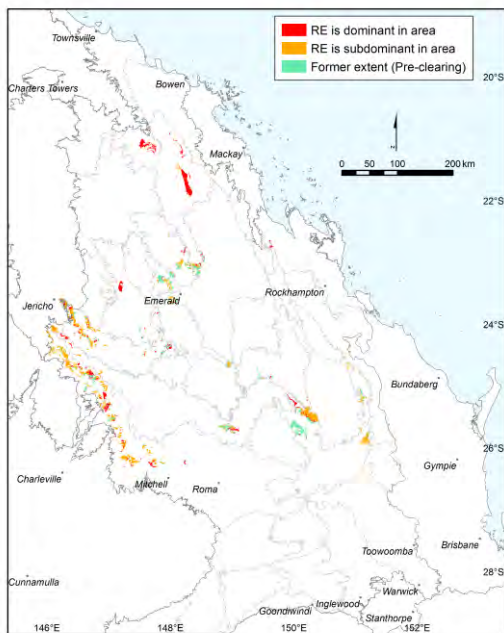 RE is dominant in area
RE is subdominant in area
Former extent (Pre-clearing)
Townsville
20°S
Charters Towers
Bowen
Mackay
0 50 100 200 km
22°S
Jericho
Emerald
Rockhampton
24°S
Bundaberg
26°S
Charleville
Mitchell
Roma
Gympie
Toowoomba
Brisbane
Cunnamulla
28°S
Goondiwindi
Inglewood
Warwick
Stanthorpe
146°E
148°E
150°E
152°E